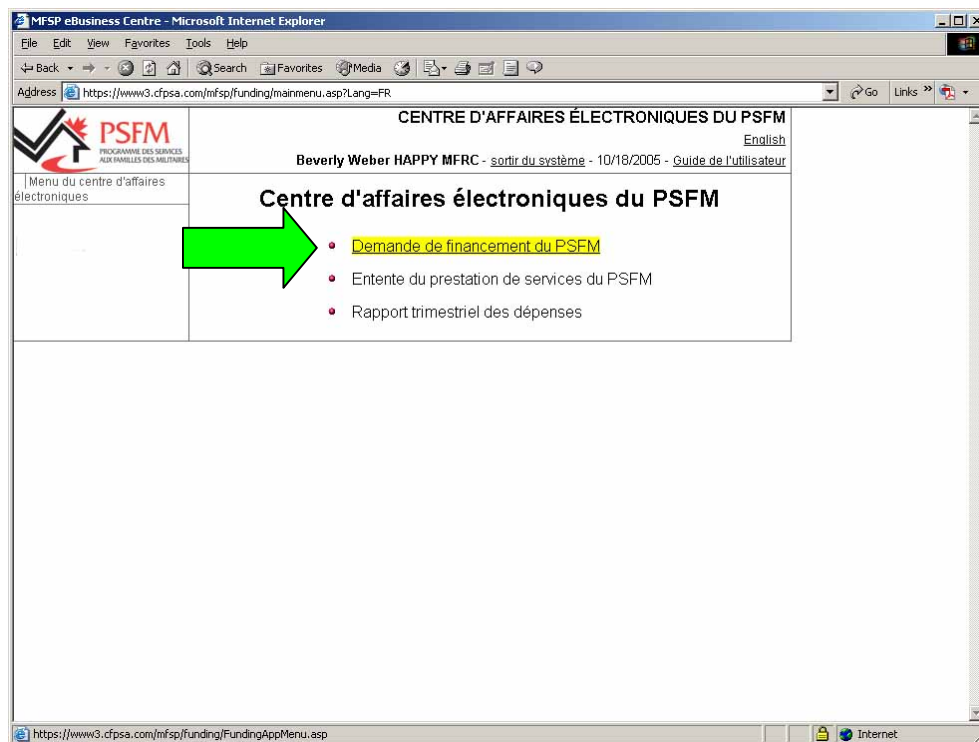 MFSP eBusiness Centre - Microsoft Internet Explorer
File Edit View Favorites Tools Help
Back Search Favorites Media
Address https://www3.cfpsa.com/mfsp/funding/mainmenu.asp?Lang=FR Go Links »
PSFM
PROGRAMME DES SERVICES
AUX FAMILLES DES MILITAIRES
CENTRE D'AFFAIRES ÉLECTRONIQUES DU PSFM
English
Beverly Weber HAPPY MFRC - sortir du système - 10/18/2005 - Guide de l'utilisateur
|Menu du centre d'affaires
électroniques
Centre d'affaires électroniques du PSFM
Demande de financement du PSFM
Entente du prestation de services du PSFM
Rapport trimestriel des dépenses
https://www3.cfpsa.com/mfsp/funding/FundingAppMenu.asp Internet